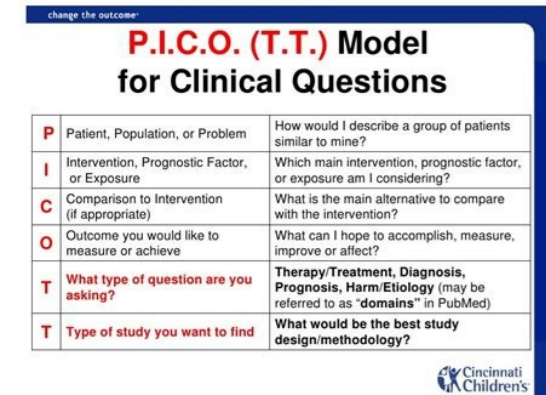 change the outcome
P.I.C.O. (T.T.) Model
for Clinical Questions
P
Patient, Population, or Problem
How would I describe a group of patients
similar to mine?
I
Intervention, Prognostic Factor,
or Exposure
Which main intervention, prognostic factor,
or exposure am I considering?
C
Comparison to Intervention
(if appropriate)
What is the main alternative to compare
with the intervention?
O
Outcome you would like to
measure or achieve
What can I hope to accomplish, measure,
improve or affect?
T
What type of question are you
asking?
Therapy/Treatment, Diagnosis,
Prognosis, Harm/Etiology (may be
referred to as “domains” in PubMed)
T
Type of study you want to find
What would be the best study
design/methodology?
Cincinnati
Children's